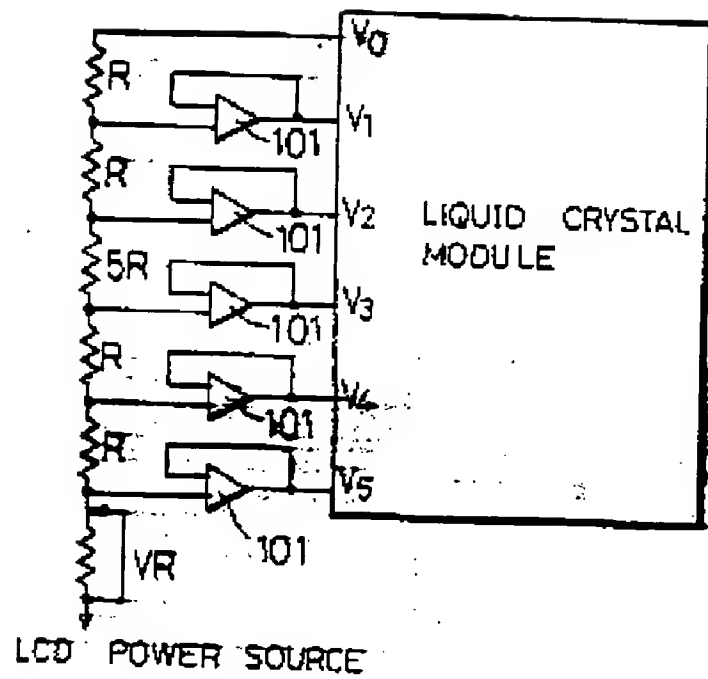 V0
R
V1
101
R
V2
101
LIQUID CRYSTAL
MODULE
5R
V3
101
R
V4
101
R
V5
101
VR
LCD POWER SOURCE